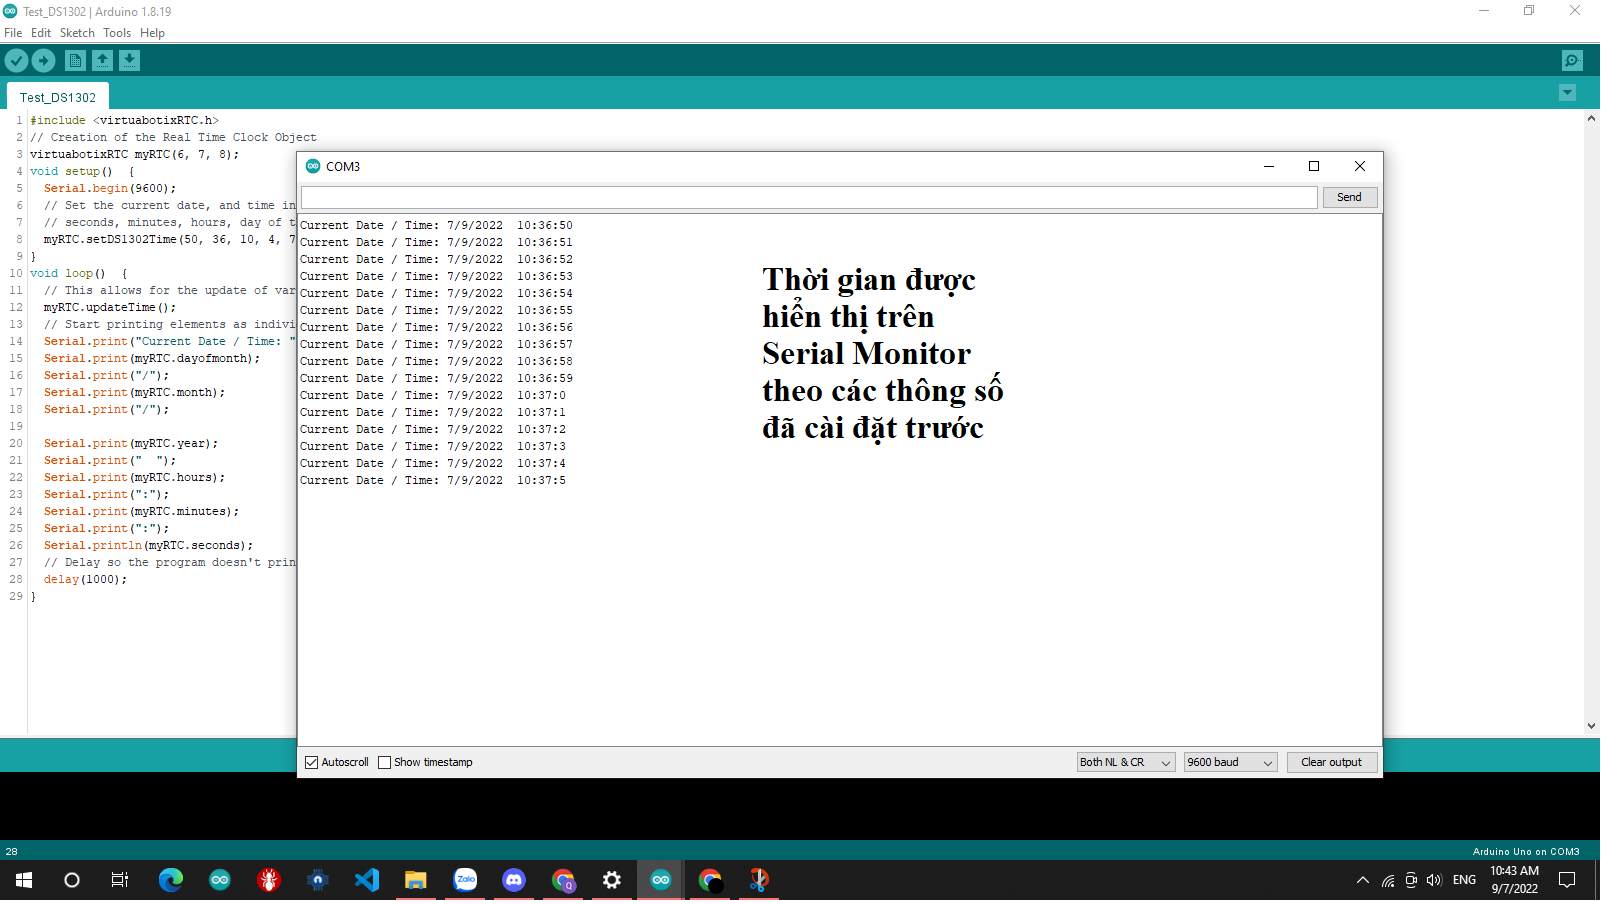 Test_DS1302 | Arduino 1.8.19
File Edit Sketch Tools Help
Test_DS1302
1 #include <virtuabotixRTC.h>
2 // Creation of the Real Time Clock Object
3 virtuabotixRTC myRTC(6, 7, 8);
4 void setup()  {
5   Serial.begin(9600);
6   // Set the current date, and time in
7   // seconds, minutes, hours, day of t
8   myRTC.setDS1302Time(50, 36, 10, 4, 7
9 }
10 void loop()  {
11   // This allows for the update of var
12   myRTC.updateTime();
13   // Start printing elements as indivi
14   Serial.print("Current Date / Time: "
15   Serial.print(myRTC.dayofmonth);
16   Serial.print("/");
17   Serial.print(myRTC.month);
18   Serial.print("/");
19
20   Serial.print(myRTC.year);
21   Serial.print("  ");
22   Serial.print(myRTC.hours);
23   Serial.print(":");
24   Serial.print(myRTC.minutes);
25   Serial.print(":");
26   Serial.println(myRTC.seconds);
27   // Delay so the program doesn't prin
28   delay(1000);
29 }
COM3
Send
Current Date / Time: 7/9/2022  10:36:50
Current Date / Time: 7/9/2022  10:36:51
Current Date / Time: 7/9/2022  10:36:52
Current Date / Time: 7/9/2022  10:36:53
Current Date / Time: 7/9/2022  10:36:54
Current Date / Time: 7/9/2022  10:36:55
Current Date / Time: 7/9/2022  10:36:56
Current Date / Time: 7/9/2022  10:36:57
Current Date / Time: 7/9/2022  10:36:58
Current Date / Time: 7/9/2022  10:36:59
Current Date / Time: 7/9/2022  10:37:0
Current Date / Time: 7/9/2022  10:37:1
Current Date / Time: 7/9/2022  10:37:2
Current Date / Time: 7/9/2022  10:37:3
Current Date / Time: 7/9/2022  10:37:4
Current Date / Time: 7/9/2022  10:37:5
Thời gian được
hiển thị trên
Serial Monitor
theo các thông số
đã cài đặt trước
Autoscroll Show timestamp Both NL & CR 9600 baud Clear output
28 Arduino Uno on COM3
Zalo
Q
ENG
10:43 AM
9/7/2022